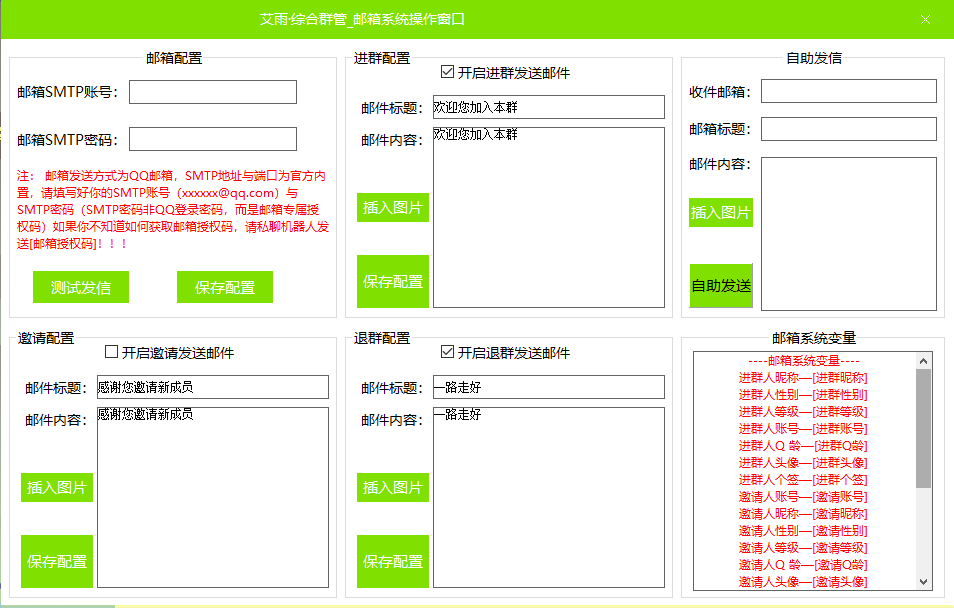 艾雨·综合群管_邮箱系统操作窗口
邮箱配置
邮箱SMTP账号：
邮箱SMTP密码：
注： 邮箱发送方式为QQ邮箱，SMTP地址与端口为官方内
置，请填写好你的SMTP账号（xxxxxx@qq.com）与
SMTP密码（SMTP密码非QQ登录密码，而是邮箱专属授
权码）如果你不知道如何获取邮箱授权码，请私聊机器人发
送[邮箱授权码]！！！
测试发信
保存配置
进群配置
开启进群发送邮件
邮件标题：
欢迎您加入本群
邮件内容：
欢迎您加入本群
插入图片
保存配置
自助发信
收件邮箱：
邮箱标题：
邮件内容：
插入图片
自助发送
邀请配置
开启邀请发送邮件
邮件标题：
感谢您邀请新成员
邮件内容：
感谢您邀请新成员
插入图片
保存配置
退群配置
开启退群发送邮件
邮件标题：
一路走好
邮件内容：
一路走好
插入图片
保存配置
邮箱系统变量
----邮箱系统变量----
进群人昵称—[进群昵称]
进群人性别—[进群性别]
进群人等级—[进群等级]
进群人账号—[进群账号]
进群人Q 龄—[进群Q龄]
进群人头像—[进群头像]
进群人个签—[进群个签]
邀请人账号—[邀请账号]
邀请人昵称—[邀请昵称]
邀请人性别—[邀请性别]
邀请人等级—[邀请等级]
邀请人Q 龄—[邀请Q龄]
邀请人头像—[邀请头像]